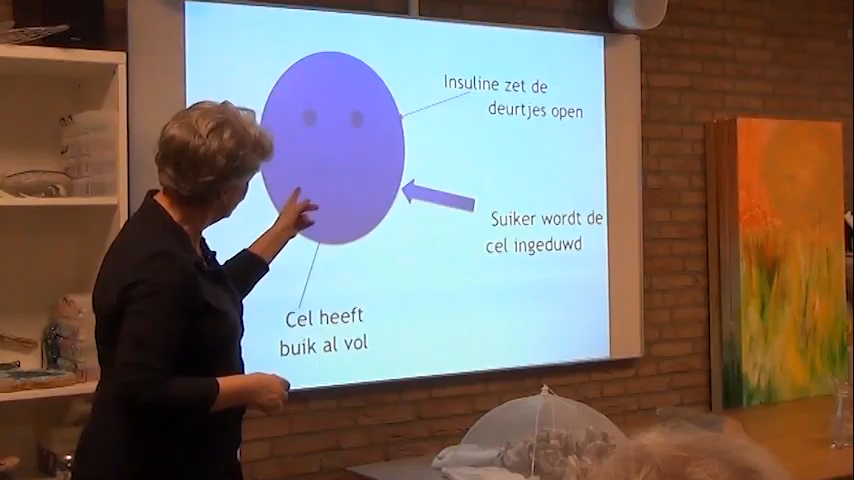 Insuline zet de
deurtjes open
Suiker wordt de
cel ingeduwd
Cel heeft
buik al vol